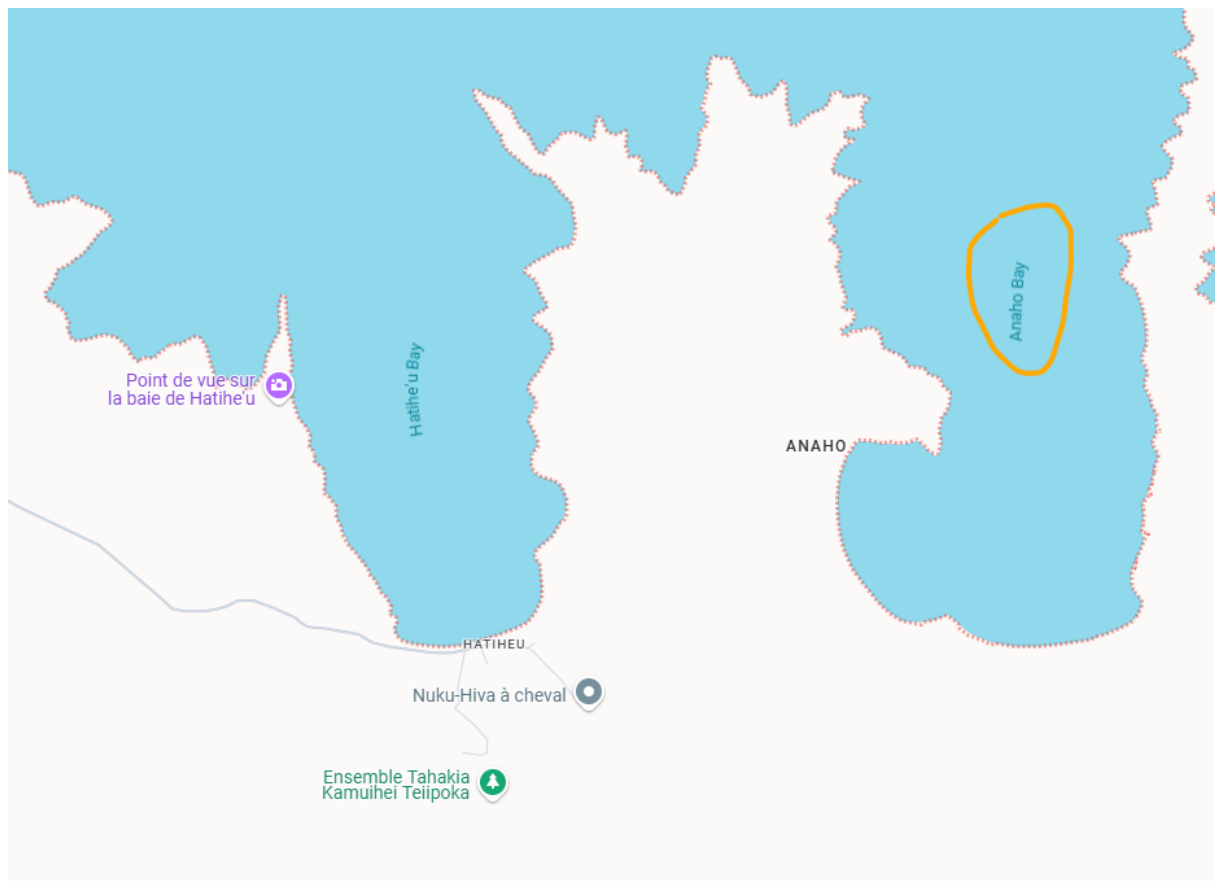 Anaho Bay
Hatihe'u Bay
Point de vue sur
la baie de Hatihe'u
ANAHO
HATIHEU
Nuku-Hiva à cheval
Ensemble Tahakia
Kamuihei Teiipoka